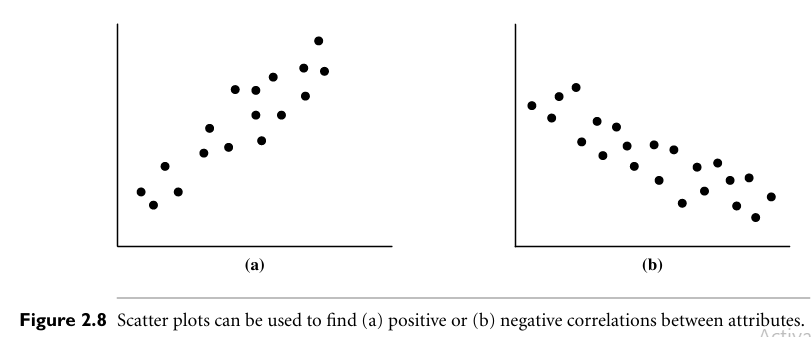 (a)
(b)
Figure 2.8 Scatter plots can be used to find (a) positive or (b) negative correlations between attributes.